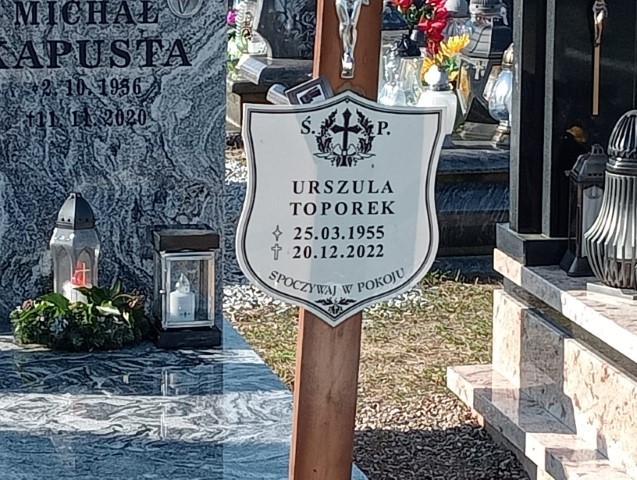 MICHAŁ
KAPUSTA
*2. 10. 1956
†11. 11. 2020
Ś. P.
URSZULA
TOPOREK
✧ 25.03.1955
✝ 20.12.2022
SPOCZYWAJ W POKOJU